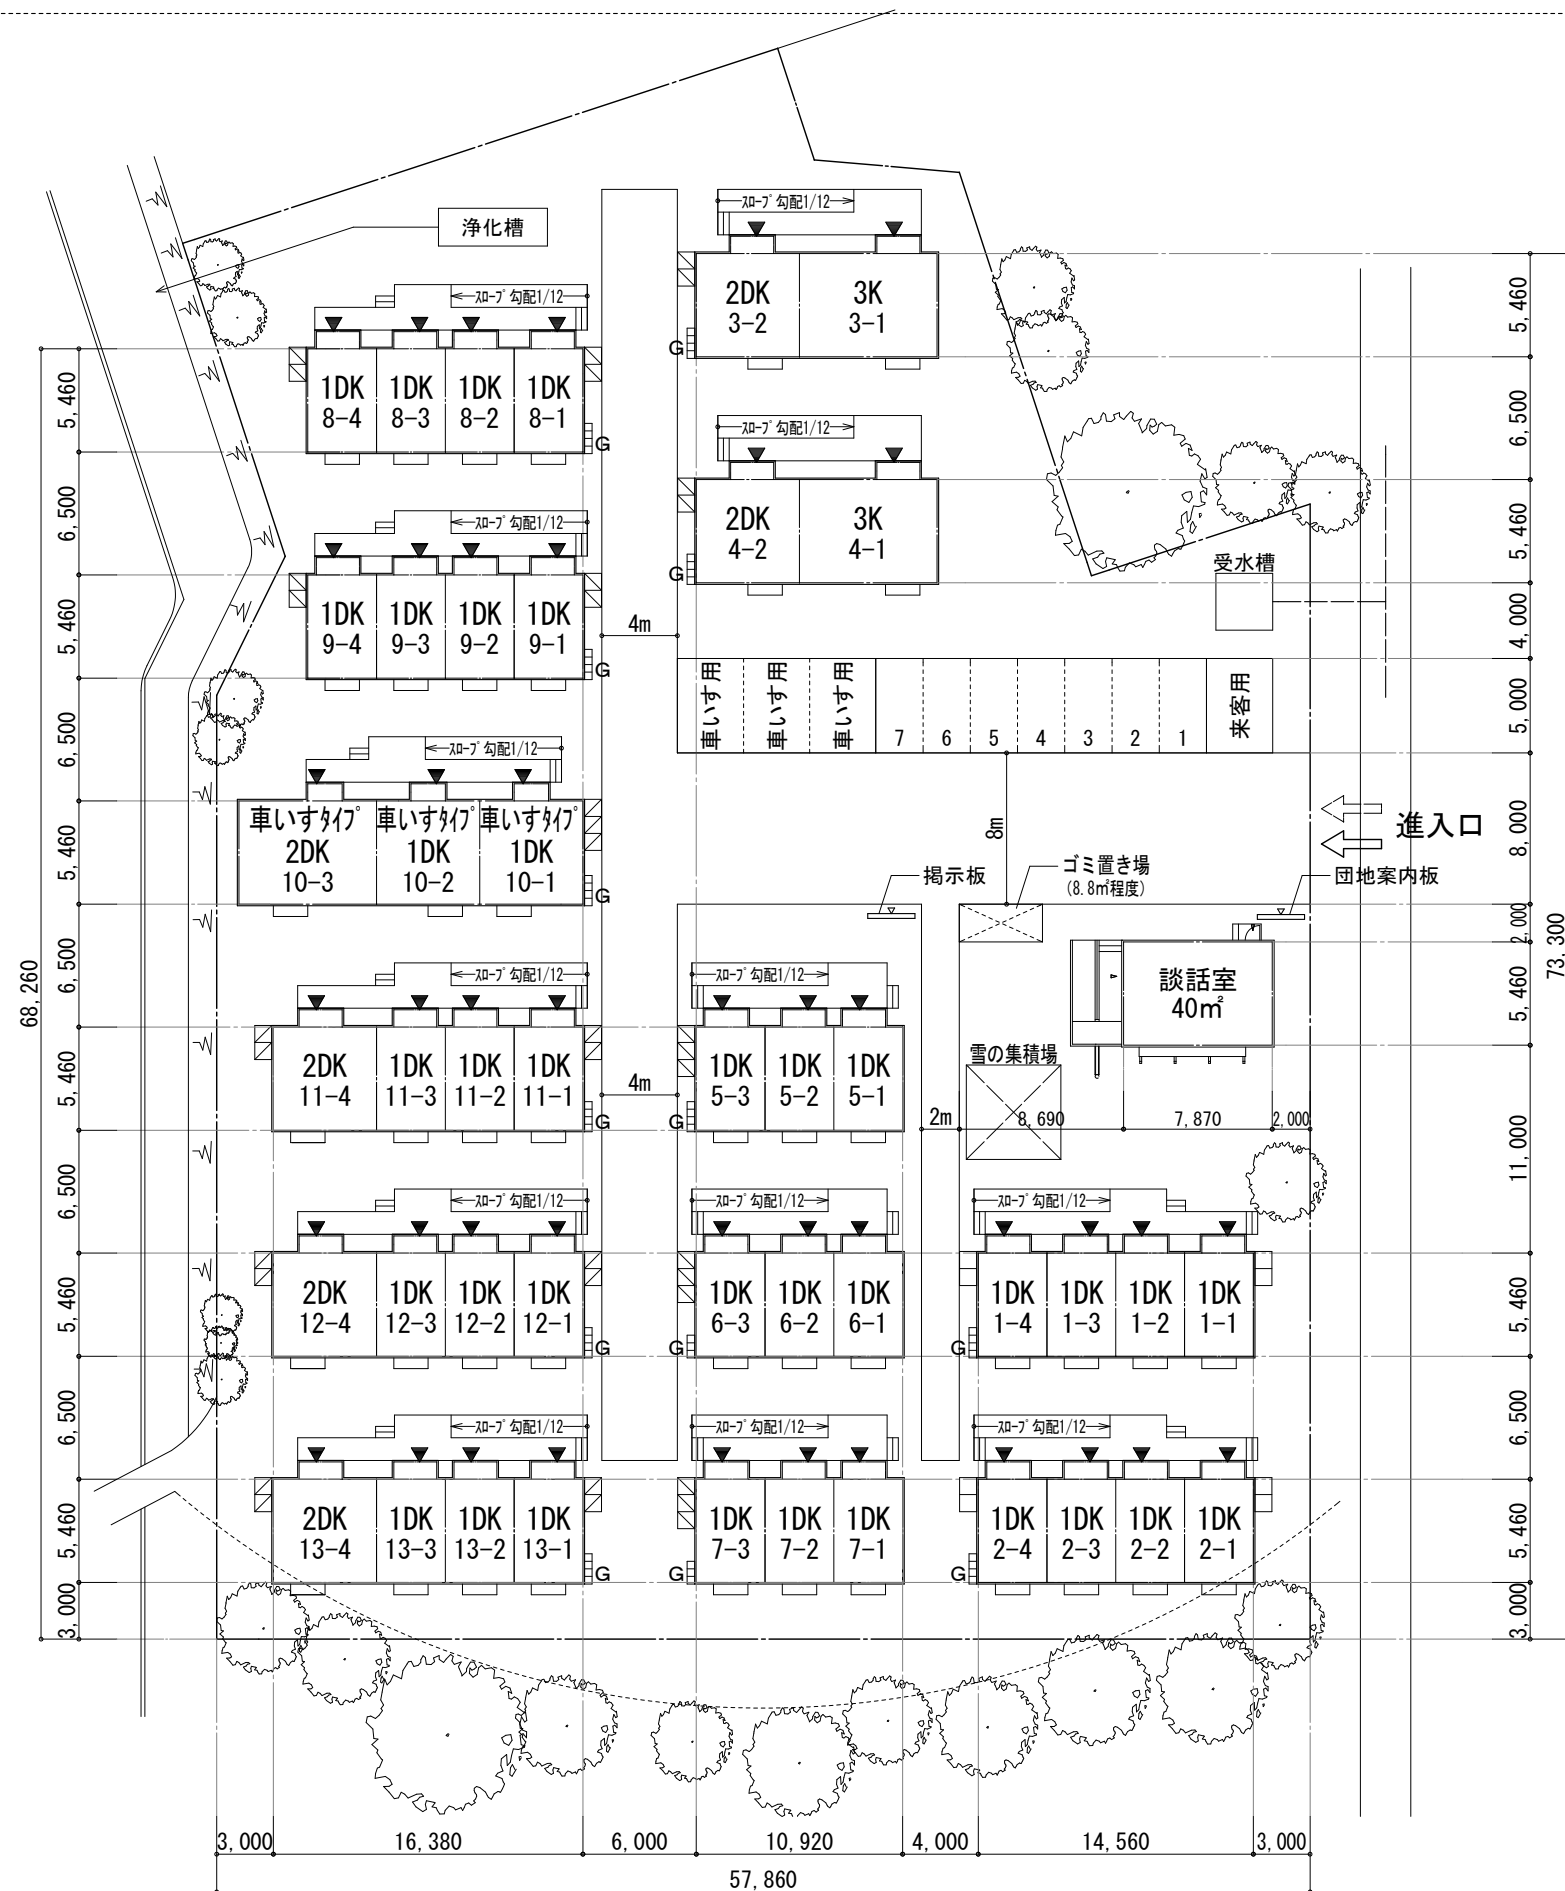 浄化槽
スロープ勾配1/12
2DK 3K
3-2 3-1
G
スロープ勾配1/12
1DK 1DK 1DK 1DK
8-4 8-3 8-2 8-1
G
スロープ勾配1/12
2DK 3K
4-2 4-1
G
スロープ勾配1/12
1DK 1DK 1DK 1DK
9-4 9-3 9-2 9-1
G
4m
受水槽
車いす用 車いす用 車いす用 7 6 5 4 3 2 1 来客用
スロープ勾配1/12
車いすタイプ 車いすタイプ 車いすタイプ
2DK 1DK 1DK
10-3 10-2 10-1
G
8m
進入口
掲示板
ゴミ置き場
(8.8㎡程度)
団地案内板
談話室
40㎡
雪の集積場
スロープ勾配1/12
2DK 1DK 1DK 1DK
11-4 11-3 11-2 11-1
G
4m
スロープ勾配1/12
1DK 1DK 1DK
5-3 5-2 5-1
G
2m 8,690 7,870 2,000
スロープ勾配1/12
2DK 1DK 1DK 1DK
12-4 12-3 12-2 12-1
G
スロープ勾配1/12
1DK 1DK 1DK
6-3 6-2 6-1
G
スロープ勾配1/12
1DK 1DK 1DK 1DK
1-4 1-3 1-2 1-1
G
スロープ勾配1/12
2DK 1DK 1DK 1DK
13-4 13-3 13-2 13-1
G
スロープ勾配1/12
1DK 1DK 1DK
7-3 7-2 7-1
G
スロープ勾配1/12
1DK 1DK 1DK 1DK
2-4 2-3 2-2 2-1
G
5,460
6,500
5,460
6,500
5,460
6,500
5,460
6,500
5,460
6,500
5,460
3,000
68,260
5,460
6,500
5,460
4,000
5,000
8,000
2,000
5,460
11,000
5,460
6,500
5,460
3,000
73,300
3,000 16,380 6,000 10,920 4,000 14,560 3,000
57,860